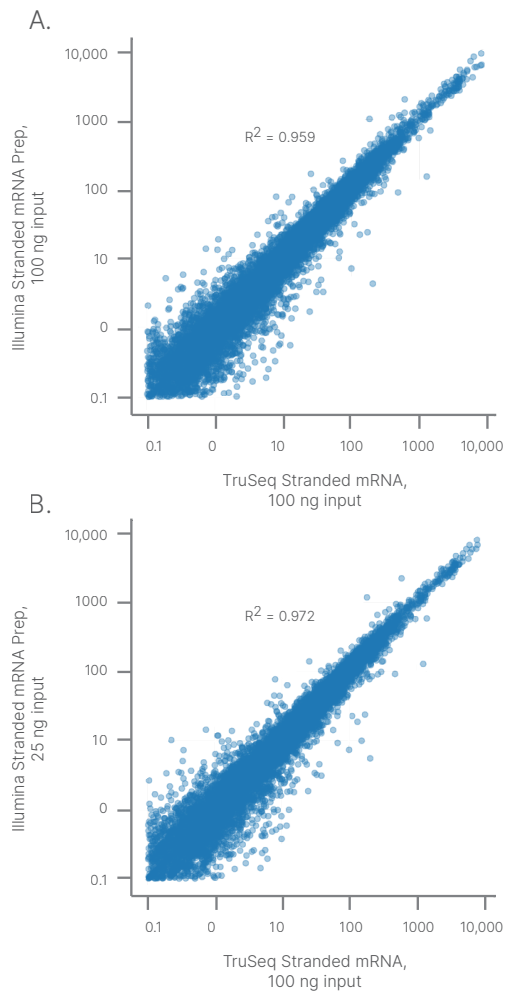 A.
10,000
1000
100
10
0
0.1
Illumina Stranded mRNA Prep,
100 ng input
R² = 0.959
0.1 0 10 100 1000 10,000
TruSeq Stranded mRNA,
100 ng input
B.
10,000
1000
100
10
0
0.1
Illumina Stranded mRNA Prep,
25 ng input
R² = 0.972
0.1 0 10 100 1000 10,000
TruSeq Stranded mRNA,
100 ng input